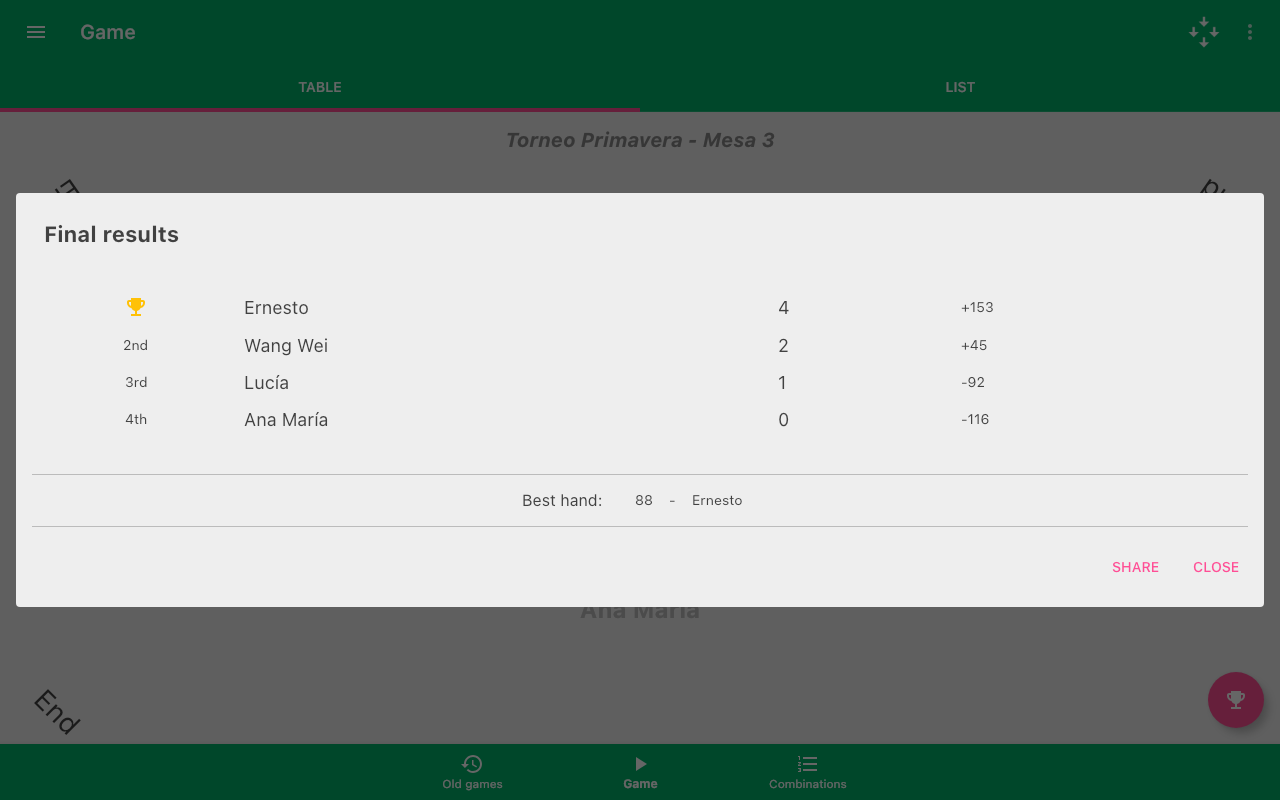 Game
TABLE
LIST
Torneo Primavera - Mesa 3
Final results
Ernesto 4 +153
2nd Wang Wei 2 +45
3rd Lucía 1 -92
4th Ana María 0 -116
Best hand: 88 - Ernesto
SHARE CLOSE
Ana María
End
Old games
Game
Combinations